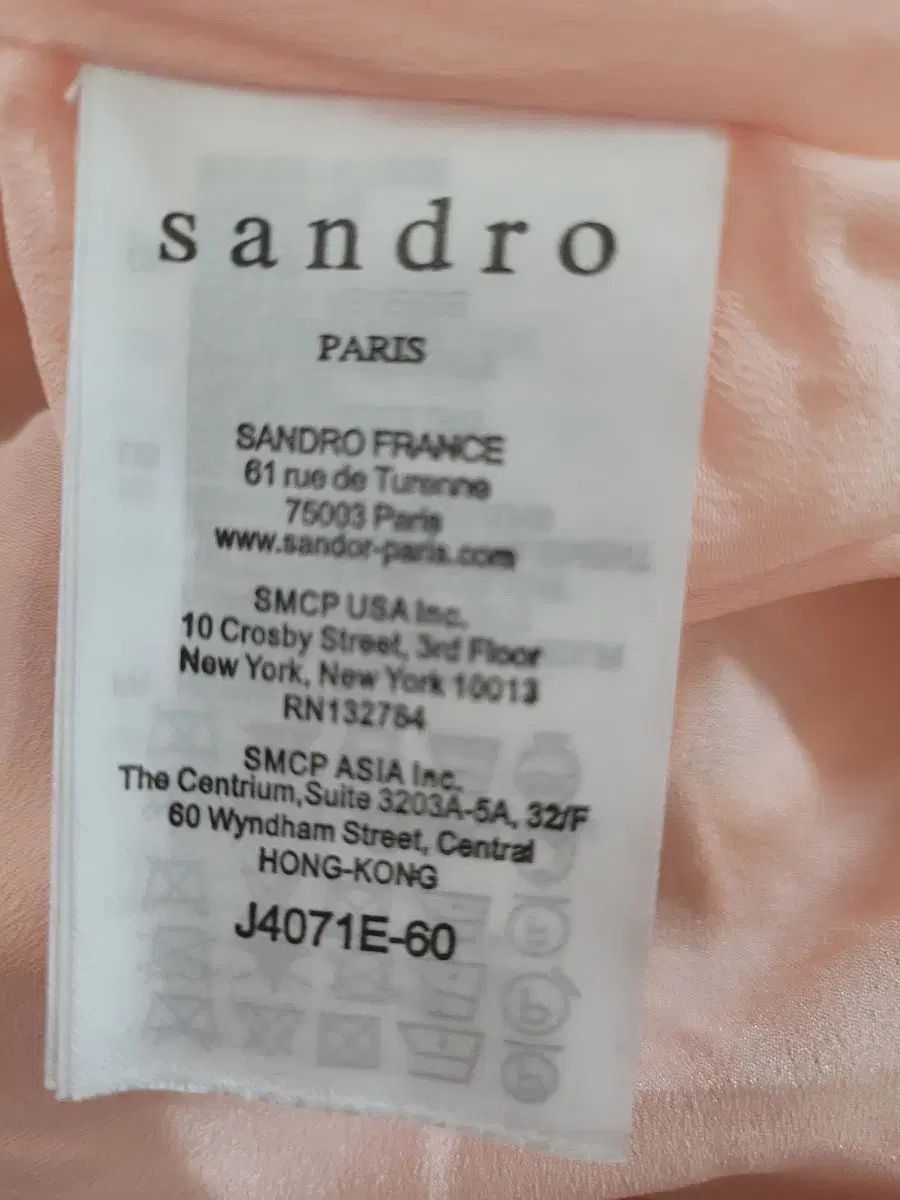 sandro
PARIS
SANDRO FRANCE
61 rue de Turenne
75003 Paris
www.sandor-paris.com
SMCP USA Inc.
10 Crosby Street, 3rd Floor
New York, New York 10013
RN132784
SMCP ASIA Inc.
The Centrium,Suite 3203A-5A, 32/F
60 Wyndham Street, Central
HONG-KONG
J4071E-60